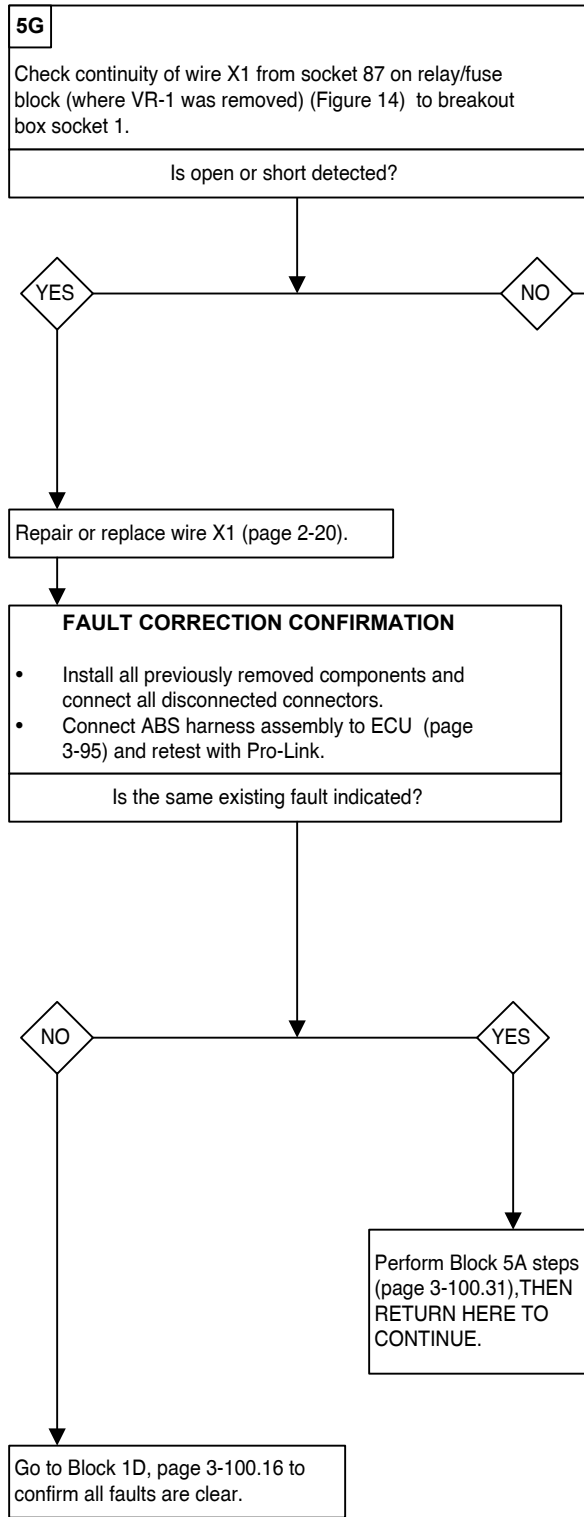 5G
Check continuity of wire X1 from socket 87 on relay/fuse
block (where VR-1 was removed) (Figure 14) to breakout
box socket 1.
Is open or short detected?
YES
NO
Repair or replace wire X1 (page 2-20).
FAULT CORRECTION CONFIRMATION
• Install all previously removed components and
connect all disconnected connectors.
• Connect ABS harness assembly to ECU (page
3-95) and retest with Pro-Link.
Is the same existing fault indicated?
NO
YES
Perform Block 5A steps
(page 3-100.31),THEN
RETURN HERE TO
CONTINUE.
Go to Block 1D, page 3-100.16 to
confirm all faults are clear.